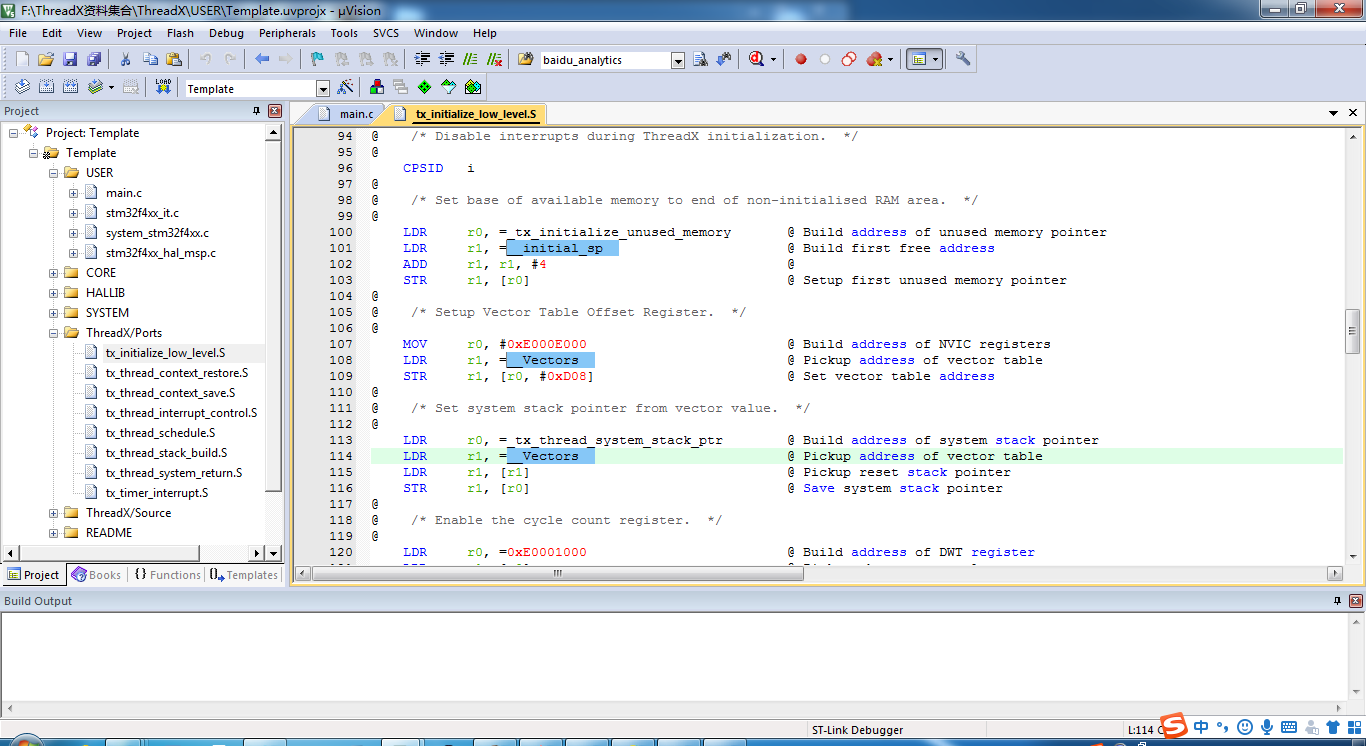 F:\ThreadX资料集合\ThreadX\USER\Template.uvprojx - µVision
File Edit View Project Flash Debug Peripherals Tools SVCS Window Help
baidu_analytics
LOAD Template
Project
Project: Template
Template
USER
main.c
stm32f4xx_it.c
system_stm32f4xx.c
stm32f4xx_hal_msp.c
CORE
HALLIB
SYSTEM
ThreadX/Ports
tx_initialize_low_level.S
tx_thread_context_restore.S
tx_thread_context_save.S
tx_thread_interrupt_control.S
tx_thread_schedule.S
tx_thread_stack_build.S
tx_thread_system_return.S
tx_timer_interrupt.S
ThreadX/Source
README
Project Books {} Functions Templates
main.c tx_initialize_low_level.S
94 @ /* Disable interrupts during ThreadX initialization. */
95 @
96 CPSID i
97 @
98 @ /* Set base of available memory to end of non-initialised RAM area. */
99 @
100 LDR r0, =_tx_initialize_unused_memory @ Build address of unused memory pointer
101 LDR r1, =__initial_sp @ Build first free address
102 ADD r1, r1, #4 @
103 STR r1, [r0] @ Setup first unused memory pointer
104 @
105 @ /* Setup Vector Table Offset Register. */
106 @
107 MOV r0, #0xE000E000 @ Build address of NVIC registers
108 LDR r1, =__Vectors @ Pickup address of vector table
109 STR r1, [r0, #0xD08] @ Set vector table address
110 @
111 @ /* Set system stack pointer from vector value. */
112 @
113 LDR r0, =_tx_thread_system_stack_ptr @ Build address of system stack pointer
114 LDR r1, =__Vectors @ Pickup address of vector table
115 LDR r1, [r1] @ Pickup reset stack pointer
116 STR r1, [r0] @ Save system stack pointer
117 @
118 @ /* Enable the cycle count register. */
119 @
120 LDR r0, =0xE0001000 @ Build address of DWT register
Build Output
ST-Link Debugger
L:114
中